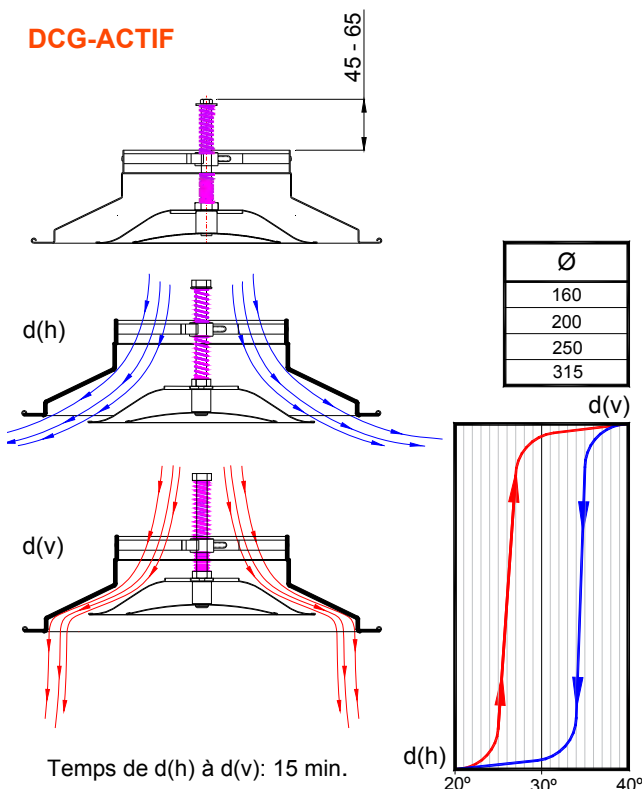 DCG-ACTIF
45 - 65
Ø
160
200
250
315
d(h)
d(v)
d(v)
d(h)
20º 30º 40º
Temps de d(h) à d(v): 15 min.